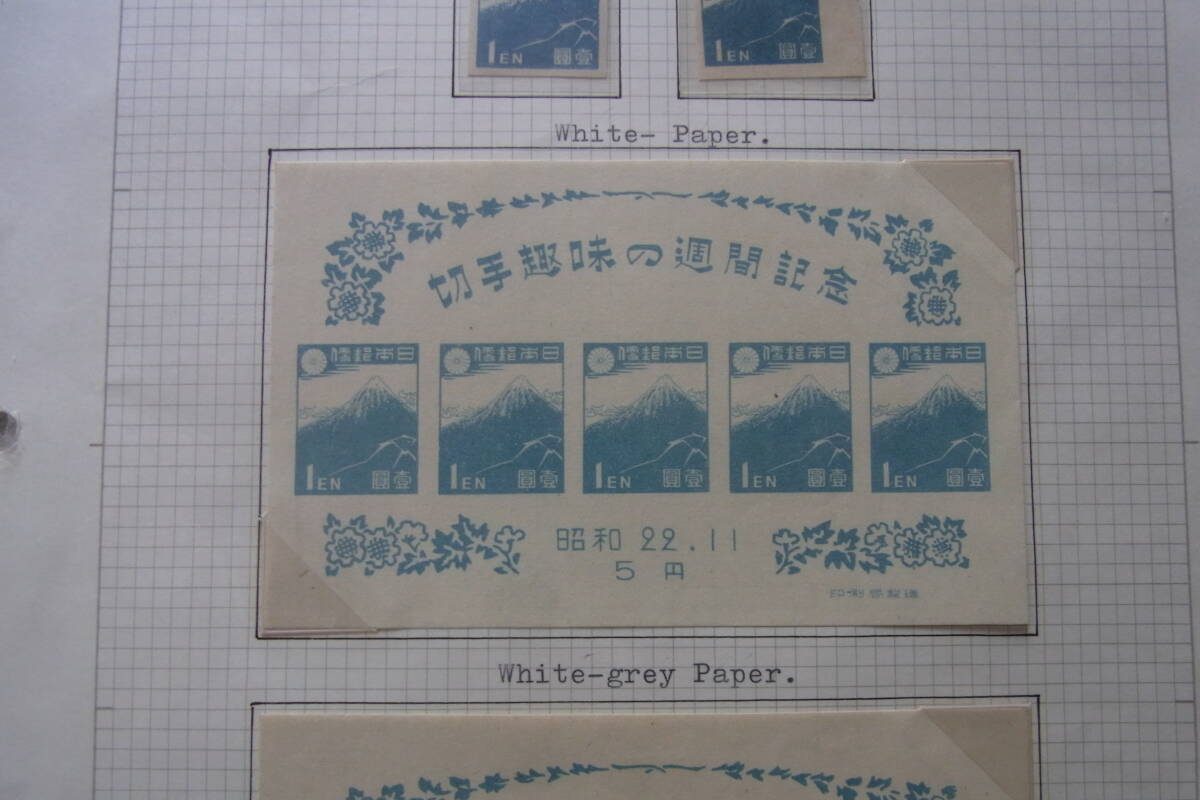 1EN 圓壹
1EN 圓壹
White- Paper.
切手趣味の週間記念
便郵本日
便郵本日
便郵本日
便郵本日
便郵本日
1EN 圓壹
1EN 圓壹
1EN 圓壹
1EN 圓壹
1EN 圓壹
昭和 22.11
5 円
印刷局製造
White-grey Paper.